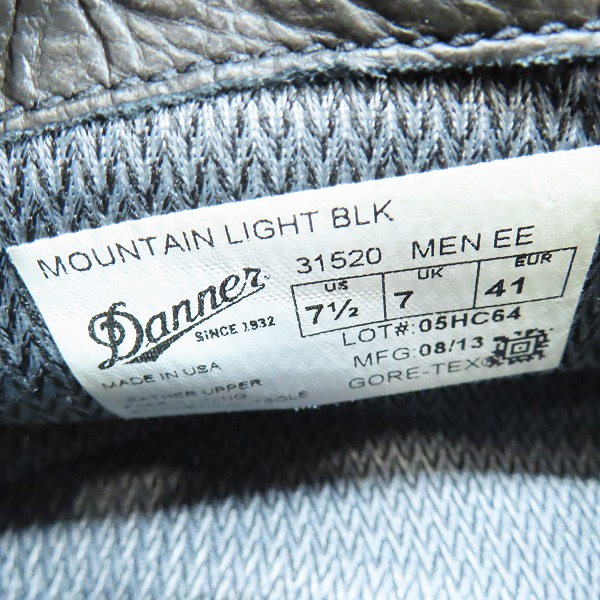 MOUNTAIN LIGHT BLK
31520 MEN EE
Danner
SINCE 1932
US UK EUR
7½ 7 41
LOT#:05HC64
MFG:08/13
GORE-TEX®
MADE IN USA
LEATHER UPPER